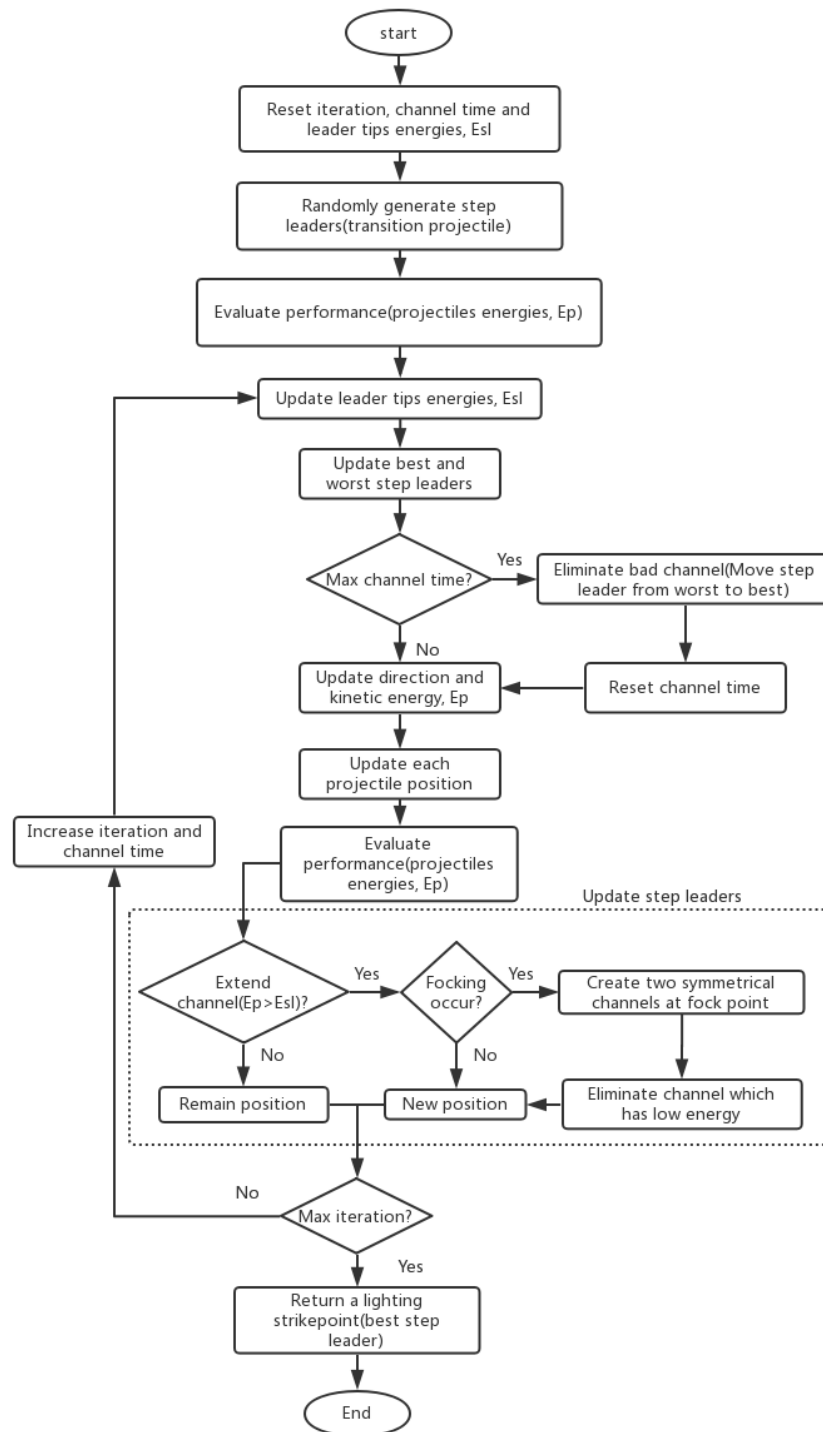 start
Reset iteration, channel time and
leader tips energies, Esl
Randomly generate step
leaders(transition projectile)
Evaluate performance(projectiles energies, Ep)
Update leader tips energies, Esl
Update best and
worst step leaders
Max channel time?
Yes
Eliminate bad channel(Move step
leader from worst to best)
No
Update direction and
kinetic energy, Ep
Reset channel time
Update each
projectile position
Increase iteration and
channel time
Evaluate
performance(projectiles
energies, Ep)
Update step leaders
Extend
channel(Ep>Esl)?
Yes
Focking
occur?
Yes
Create two symmetrical
channels at fock point
No
No
Remain position
New position
Eliminate channel which
has low energy
No
Max iteration?
Yes
Return a lighting
strikepoint(best step
leader)
End